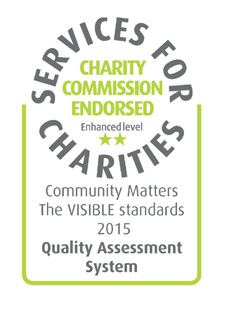 SERVICES FOR
CHARITY
COMMISSION
ENDORSED
Enhanced level
CHARITIES
Community Matters
The VISIBLE standards
2015
Quality Assessment
System